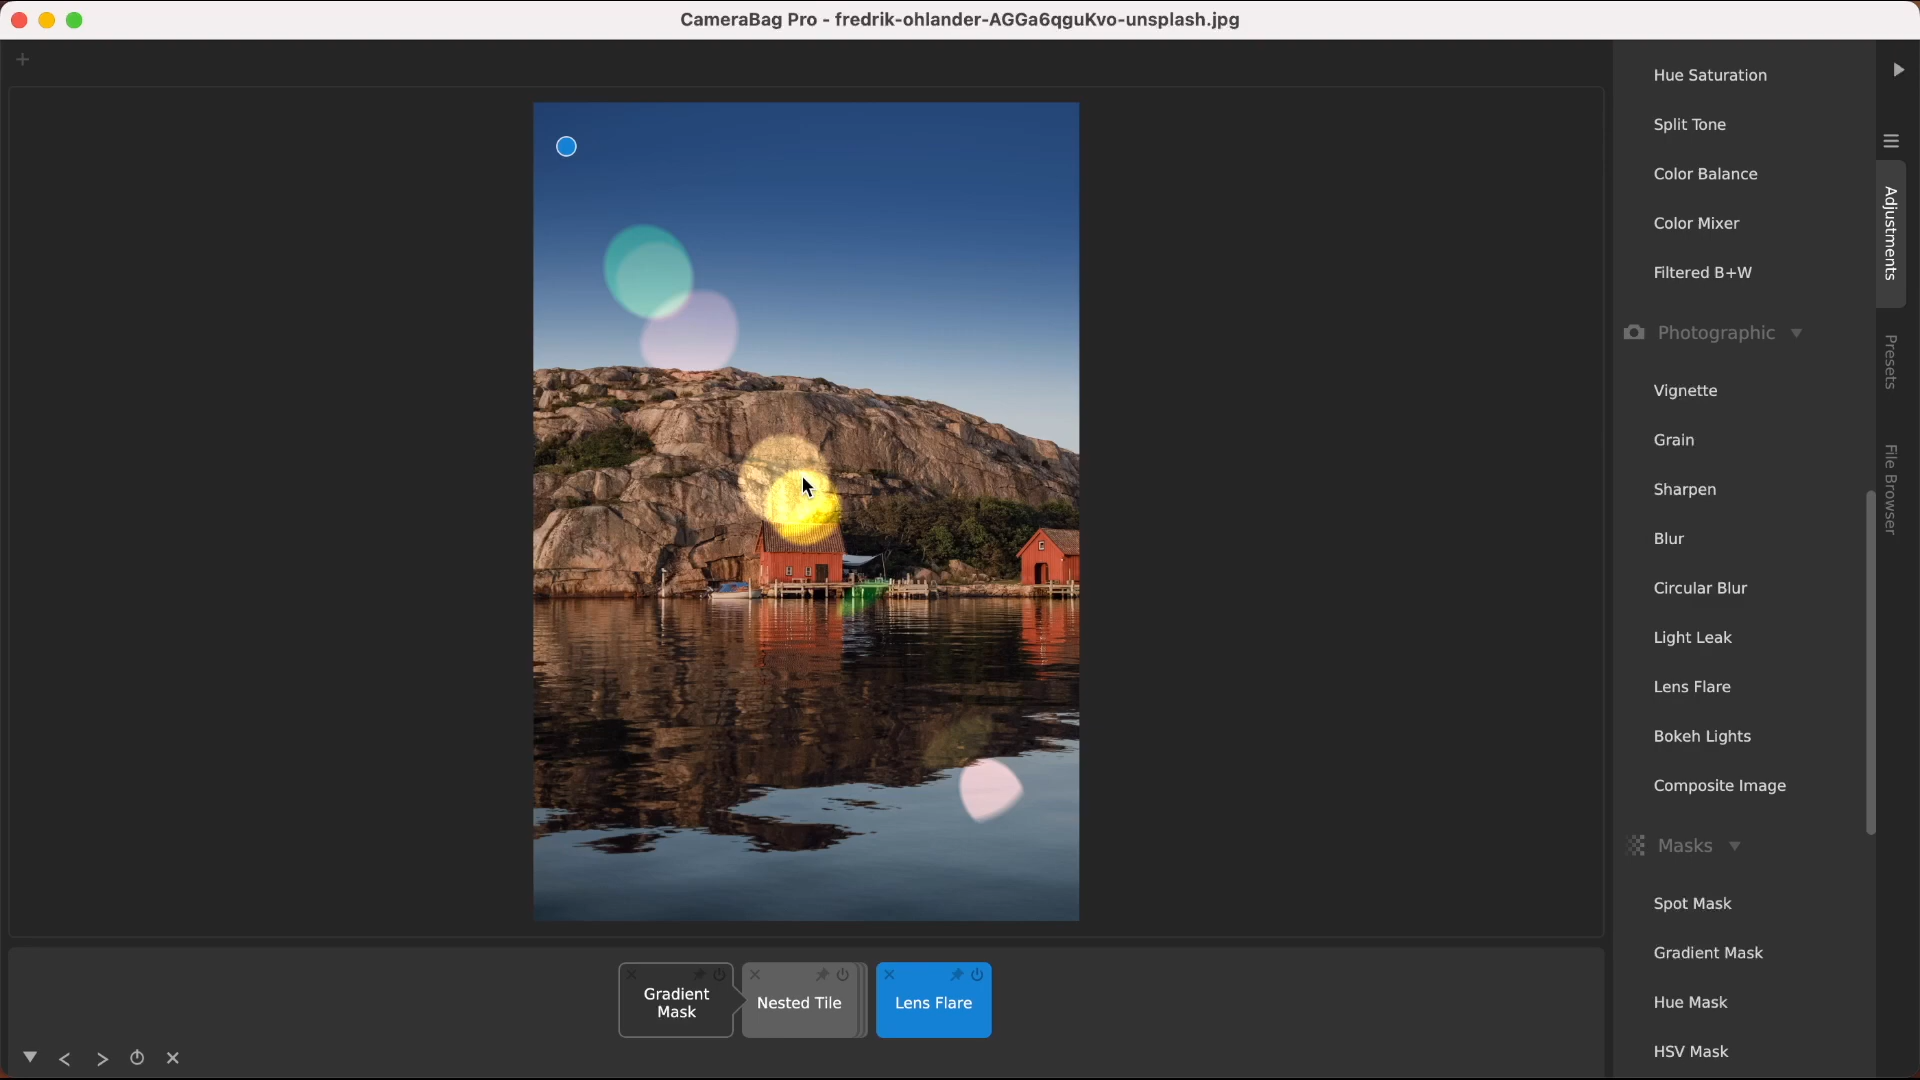 CameraBag Pro - fredrik-ohlander-AGGa6qguKvo-unsplash.jpg
Hue Saturation
Split Tone
Color Balance
Color Mixer
Filtered B+W
Photographic
Vignette
Grain
Sharpen
Blur
Circular Blur
Light Leak
Lens Flare
Bokeh Lights
Composite Image
Masks
Spot Mask
Gradient Mask
Hue Mask
HSV Mask
Adjustments
Presets
File Browser
Gradient
Mask
Nested Tile
Lens Flare